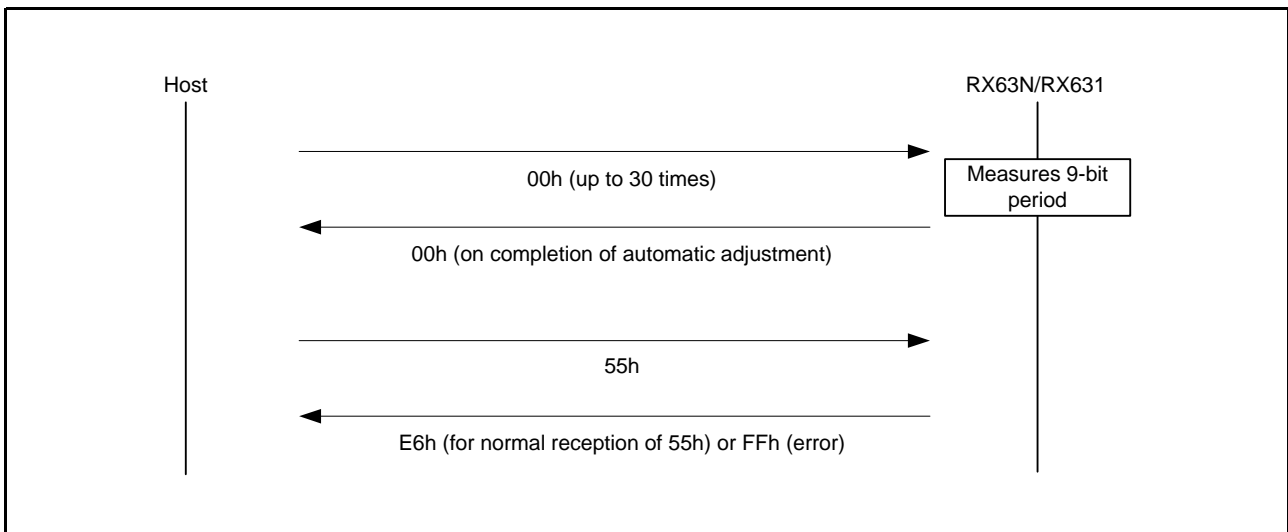 Host
RX63N/RX631
00h (up to 30 times)
Measures 9-bit
period
00h (on completion of automatic adjustment)
55h
E6h (for normal reception of 55h) or FFh (error)